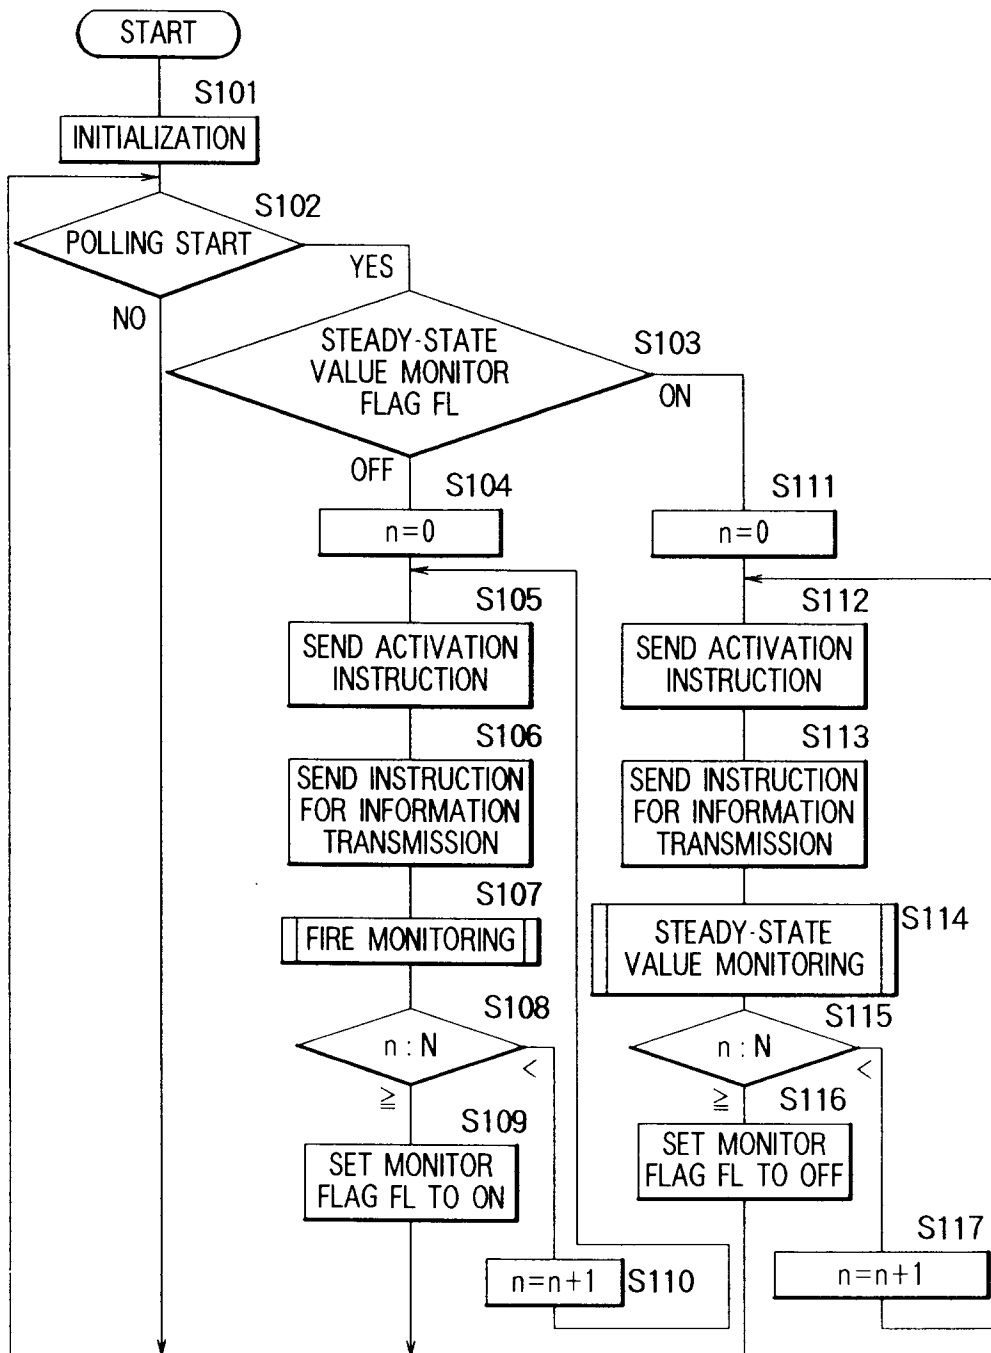 START
S101
INITIALIZATION
S102
POLLING START
YES
NO
STEADY-STATE
VALUE MONITOR
FLAG FL
S103
ON
OFF
S104
n=0
S111
n=0
S105
SEND ACTIVATION
INSTRUCTION
S112
SEND ACTIVATION
INSTRUCTION
S106
SEND INSTRUCTION
FOR INFORMATION
TRANSMISSION
S113
SEND INSTRUCTION
FOR INFORMATION
TRANSMISSION
S107
FIRE MONITORING
S114
STEADY-STATE
VALUE MONITORING
S108
n : N
<
≧
S115
n : N
<
≧
S109
SET MONITOR
FLAG FL TO ON
S116
SET MONITOR
FLAG FL TO OFF
n=n+1
S110
S117
n=n+1